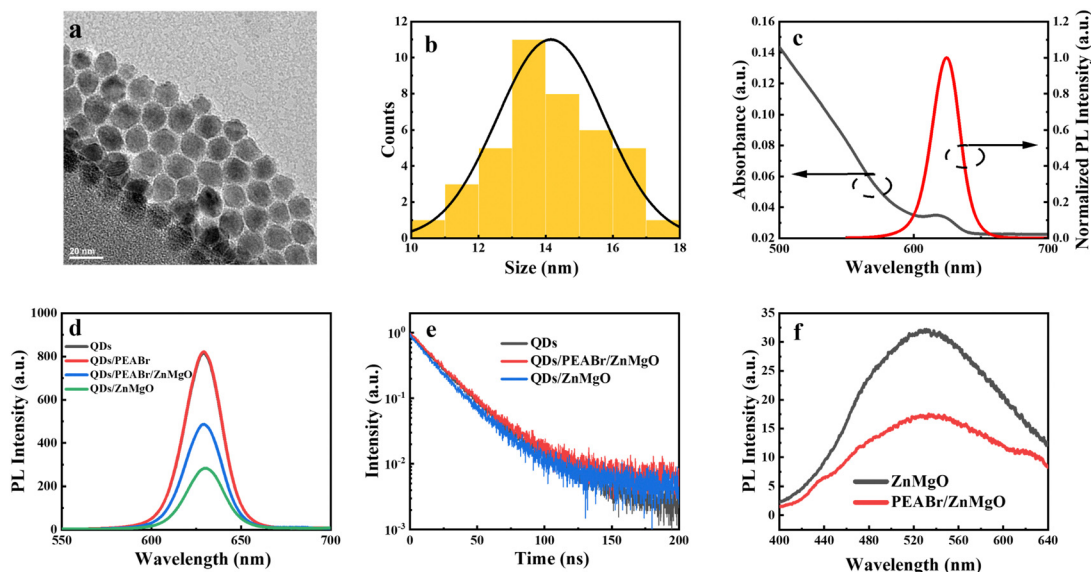 a
20 nm
b
12
10
8
6
4
2
0
Counts
10 12 14 16 18
Size (nm)
c
0.16
0.14
0.12
0.10
0.08
0.06
0.04
0.02
Absorbance (a.u.)
1.2
1.0
0.8
0.6
0.4
0.2
0.0
Normalized PL Intensity (a.u.)
500 600 700
Wavelength (nm)
d
1000
800
600
400
200
0
PL Intensity (a.u.)
QDs
QDs/PEABr
QDs/PEABr/ZnMgO
QDs/ZnMgO
550 600 650 700
Wavelength (nm)
e
10⁰
10⁻¹
10⁻²
10⁻³
Intensity (a.u.)
QDs
QDs/PEABr/ZnMgO
QDs/ZnMgO
0 50 100 150 200
Time (ns)
f
35
30
25
20
15
10
5
0
PL Intensity (a.u.)
ZnMgO
PEABr/ZnMgO
400 440 480 520 560 600 640
Wavelength (nm)